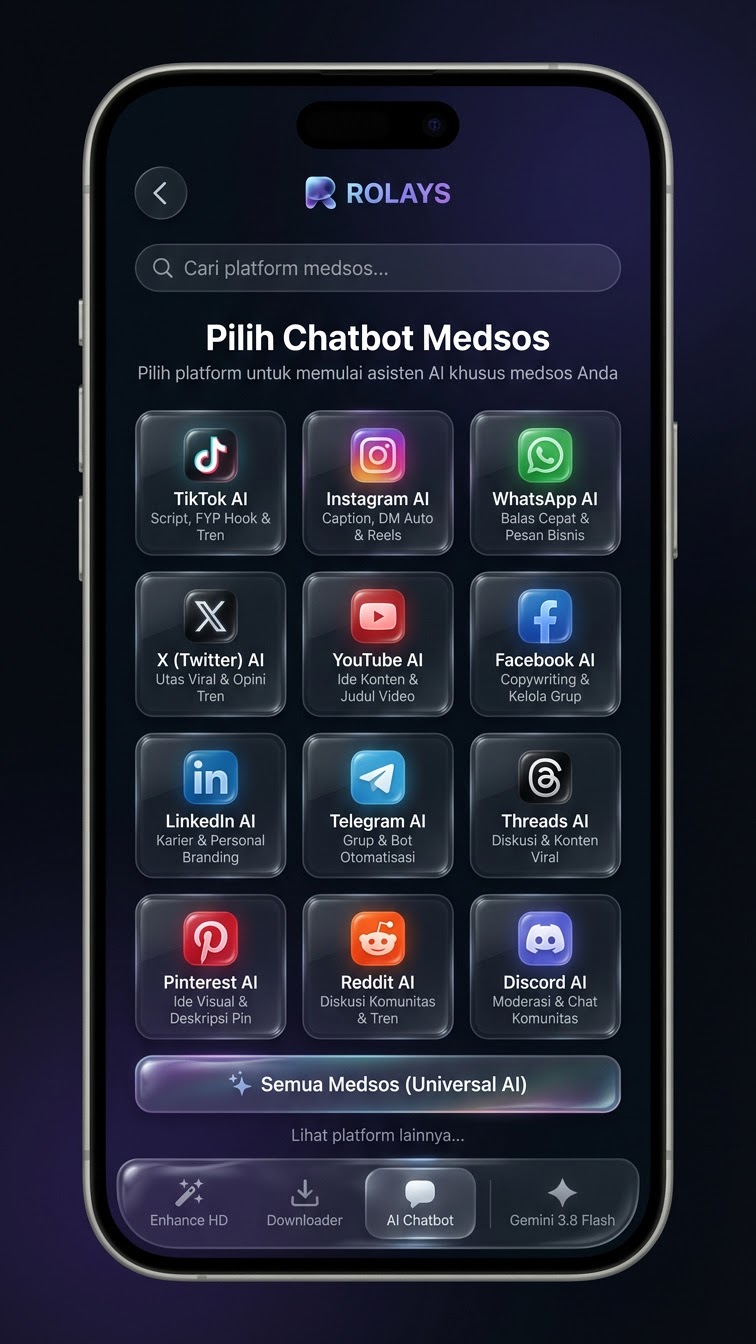 ROLAYS
Cari platform medsos...
Pilih Chatbot Medsos
Pilih platform untuk memulai asisten AI khusus medsos Anda
TikTok AI
Script, FYP Hook &
Tren
Instagram AI
Caption, DM Auto
& Reels
WhatsApp AI
Balas Cepat &
Pesan Bisnis
X (Twitter) AI
Utas Viral & Opini
Tren
YouTube AI
Ide Konten &
Judul Video
Facebook AI
Copywriting &
Kelola Grup
LinkedIn AI
Karier & Personal
Branding
Telegram AI
Grup & Bot
Otomatisasi
Threads AI
Diskusi & Konten
Viral
Pinterest AI
Ide Visual &
Deskripsi Pin
Reddit AI
Diskusi Komunitas
& Tren
Discord AI
Moderasi & Chat
Komunitas
Semua Medsos (Universal AI)
Lihat platform lainnya...
Enhance HD
Downloader
AI Chatbot
Gemini 3.8 Flash